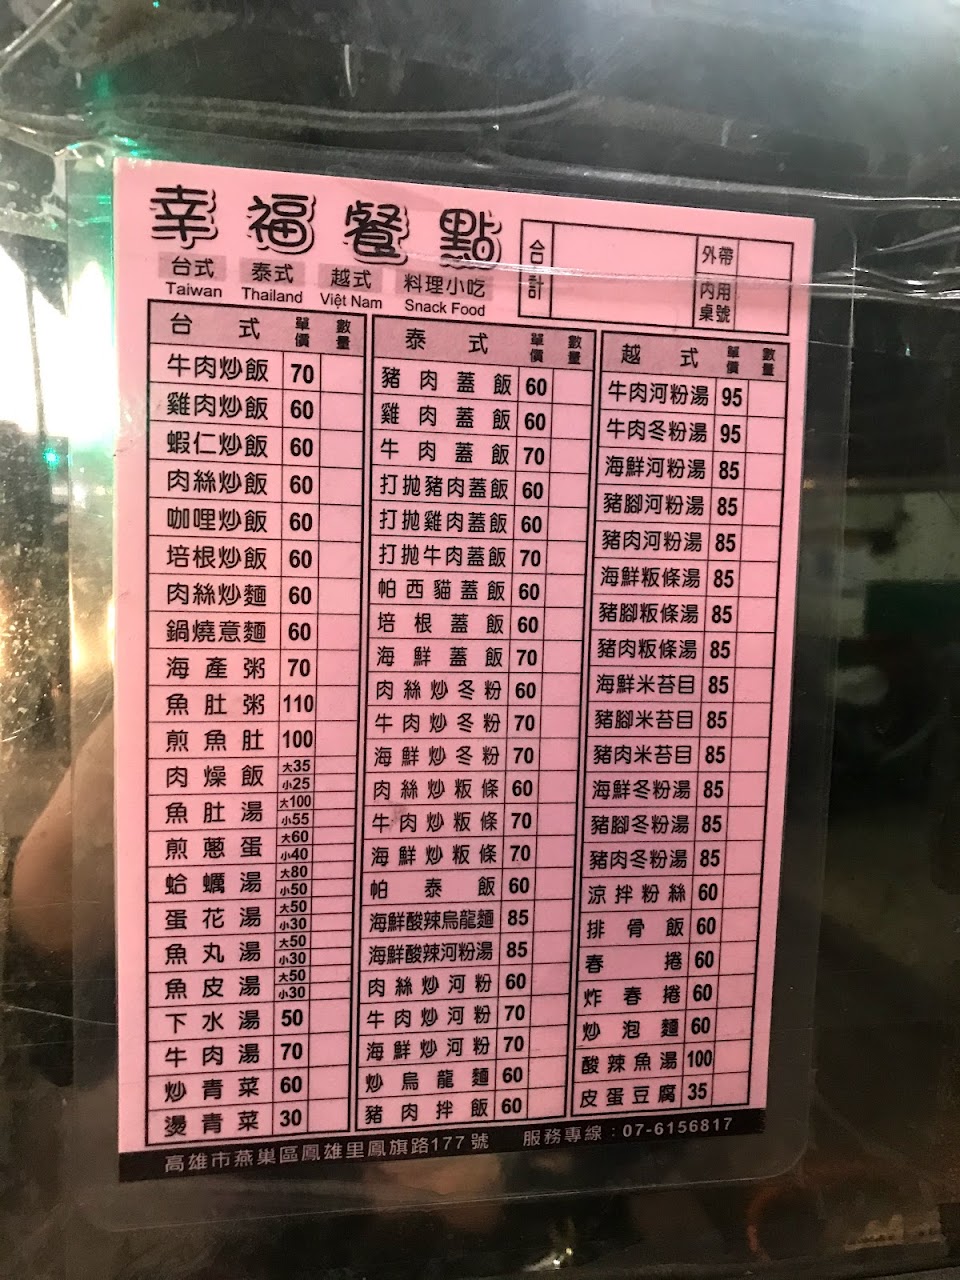 幸福餐點
台式 泰式 越式 料理小吃
Taiwan Thailand Việt Nam Snack Food
合計
外帶
內用桌號
台式 單價 數量
牛肉炒飯 70
雞肉炒飯 60
蝦仁炒飯 60
肉絲炒飯 60
咖哩炒飯 60
培根炒飯 60
肉絲炒麵 60
鍋燒意麵 60
海產粥 70
魚肚粥 110
煎魚肚 100
肉燥飯 大35 小25
魚肚湯 大100 小55
煎蔥蛋 大60 小40
蛤蠣湯 大80 小50
蛋花湯 大50 小30
魚丸湯 大50 小30
魚皮湯 大50 小30
下水湯 50
牛肉湯 70
炒青菜 60
燙青菜 30
泰式 單價 數量
豬肉蓋飯 60
雞肉蓋飯 60
牛肉蓋飯 70
打拋豬肉蓋飯 60
打拋雞肉蓋飯 60
打拋牛肉蓋飯 70
帕西貓蓋飯 60
培根蓋飯 60
海鮮蓋飯 70
肉絲炒冬粉 60
牛肉炒冬粉 70
海鮮炒冬粉 70
肉絲炒粄條 60
牛肉炒粄條 70
海鮮炒粄條 70
帕泰飯 60
海鮮酸辣烏龍麵 85
海鮮酸辣河粉湯 85
肉絲炒河粉 60
牛肉炒河粉 70
海鮮炒河粉 70
炒烏龍麵 60
豬肉拌飯 60
越式 單價 數量
牛肉河粉湯 95
牛肉冬粉湯 95
海鮮河粉湯 85
豬腳河粉湯 85
豬肉河粉湯 85
海鮮粄條湯 85
豬腳粄條湯 85
豬肉粄條湯 85
海鮮米苔目 85
豬腳米苔目 85
豬肉米苔目 85
海鮮冬粉湯 85
豬腳冬粉湯 85
豬肉冬粉湯 85
涼拌粉絲 60
排骨飯 60
春捲 60
炸春捲 60
炒泡麵 60
酸辣魚湯 100
皮蛋豆腐 35
高雄市燕巢區鳳雄里鳳旗路177號 服務專線：07-6156817